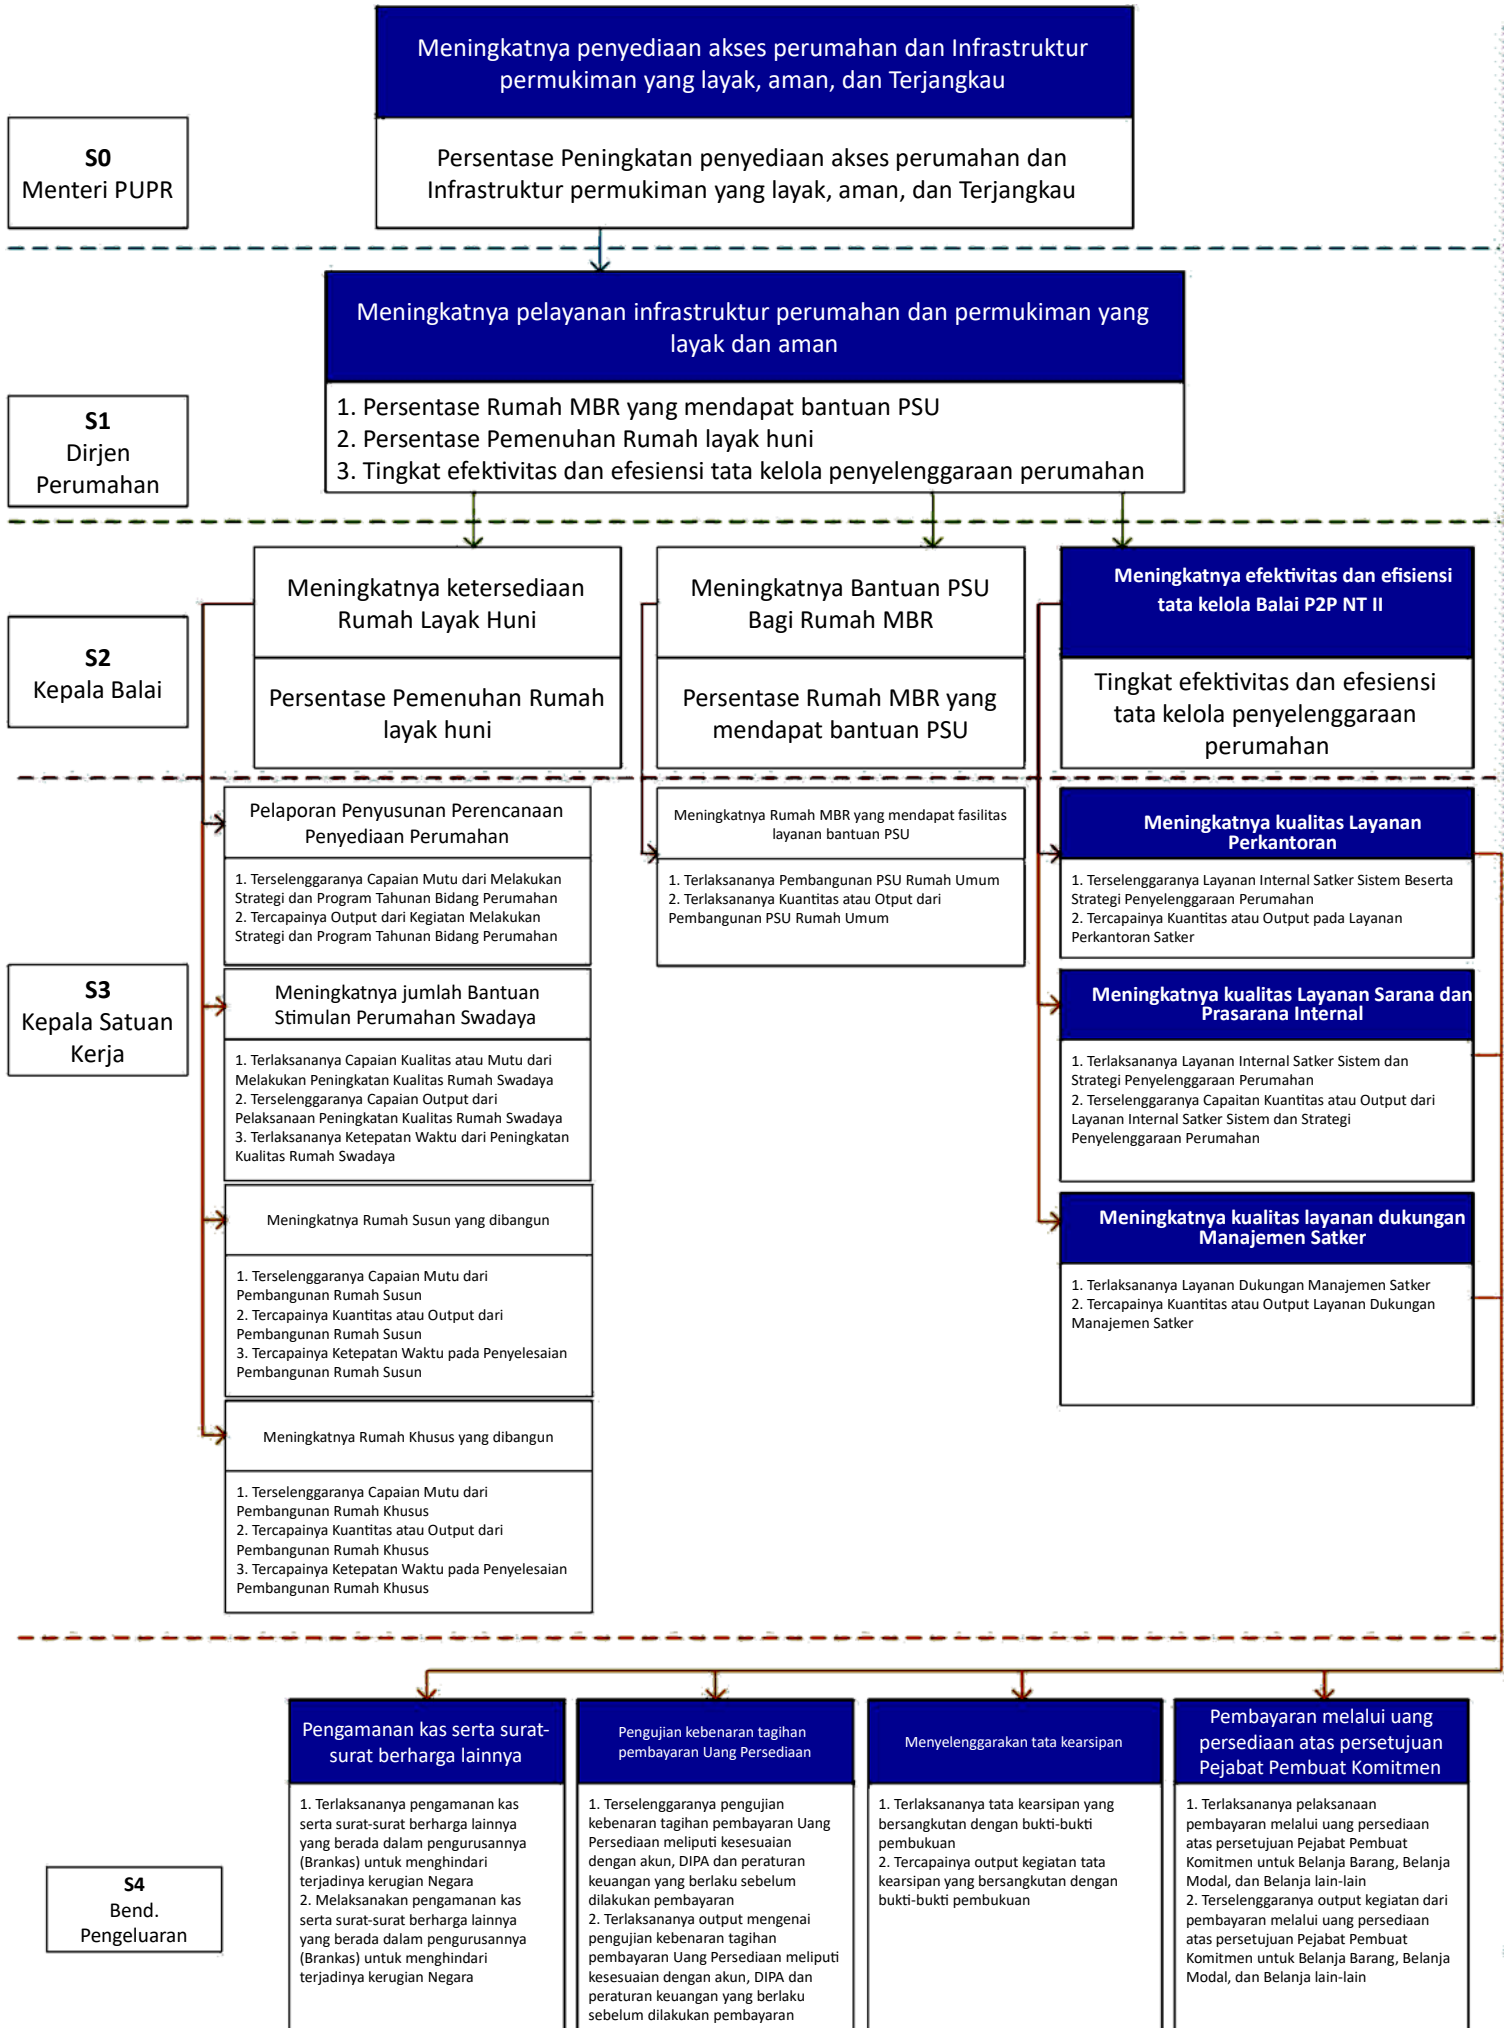 Meningkatnya penyediaan akses perumahan dan Infrastruktur
permukiman yang layak, aman, dan Terjangkau
S0
Menteri PUPR
Persentase Peningkatan penyediaan akses perumahan dan
Infrastruktur permukiman yang layak, aman, dan Terjangkau
Meningkatnya pelayanan infrastruktur perumahan dan permukiman yang
layak dan aman
S1
Dirjen
Perumahan
1. Persentase Rumah MBR yang mendapat bantuan PSU
2. Persentase Pemenuhan Rumah layak huni
3. Tingkat efektivitas dan efesiensi tata kelola penyelenggaraan perumahan
S2
Kepala Balai
Meningkatnya ketersediaan
Rumah Layak Huni
Persentase Pemenuhan Rumah
layak huni
Meningkatnya Bantuan PSU
Bagi Rumah MBR
Persentase Rumah MBR yang
mendapat bantuan PSU
Meningkatnya efektivitas dan efisiensi
tata kelola Balai P2P NT II
Tingkat efektivitas dan efesiensi
tata kelola penyelenggaraan
perumahan
S3
Kepala Satuan
Kerja
Pelaporan Penyusunan Perencanaan
Penyediaan Perumahan
1. Terselenggaranya Capaian Mutu dari Melakukan
Strategi dan Program Tahunan Bidang Perumahan
2. Tercapainya Output dari Kegiatan Melakukan
Strategi dan Program Tahunan Bidang Perumahan
Meningkatnya jumlah Bantuan
Stimulan Perumahan Swadaya
1. Terlaksananya Capaian Kualitas atau Mutu dari
Melakukan Peningkatan Kualitas Rumah Swadaya
2. Terselenggaranya Capaian Output dari
Pelaksanaan Peningkatan Kualitas Rumah Swadaya
3. Terlaksananya Ketepatan Waktu dari Peningkatan
Kualitas Rumah Swadaya
Meningkatnya Rumah Susun yang dibangun
1. Terselenggaranya Capaian Mutu dari
Pembangunan Rumah Susun
2. Tercapainya Kuantitas atau Output dari
Pembangunan Rumah Susun
3. Tercapainya Ketepatan Waktu pada Penyelesaian
Pembangunan Rumah Susun
Meningkatnya Rumah Khusus yang dibangun
1. Terselenggaranya Capaian Mutu dari
Pembangunan Rumah Khusus
2. Tercapainya Kuantitas atau Output dari
Pembangunan Rumah Khusus
3. Tercapainya Ketepatan Waktu pada Penyelesaian
Pembangunan Rumah Khusus
Meningkatnya Rumah MBR yang mendapat fasilitas
layanan bantuan PSU
1. Terlaksananya Pembangunan PSU Rumah Umum
2. Terlaksananya Kuantitas atau Otput dari
Pembangunan PSU Rumah Umum
Meningkatnya kualitas Layanan
Perkantoran
1. Terselenggaranya Layanan Internal Satker Sistem Beserta
Strategi Penyelenggaraan Perumahan
2. Tercapainya Kuantitas atau Output pada Layanan
Perkantoran Satker
Meningkatnya kualitas Layanan Sarana dan
Prasarana Internal
1. Terlaksananya Layanan Internal Satker Sistem dan
Strategi Penyelenggaraan Perumahan
2. Terselenggaranya Capaitan Kuantitas atau Output dari
Layanan Internal Satker Sistem dan Strategi
Penyelenggaraan Perumahan
Meningkatnya kualitas layanan dukungan
Manajemen Satker
1. Terlaksananya Layanan Dukungan Manajemen Satker
2. Tercapainya Kuantitas atau Output Layanan Dukungan
Manajemen Satker
S4
Bend.
Pengeluaran
Pengamanan kas serta surat-
surat berharga lainnya
1. Terlaksananya pengamanan kas
serta surat-surat berharga lainnya
yang berada dalam pengurusannya
(Brankas) untuk menghindari
terjadinya kerugian Negara
2. Melaksanakan pengamanan kas
serta surat-surat berharga lainnya
yang berada dalam pengurusannya
(Brankas) untuk menghindari
terjadinya kerugian Negara
Pengujian kebenaran tagihan
pembayaran Uang Persediaan
1. Terselenggaranya pengujian
kebenaran tagihan pembayaran Uang
Persediaan meliputi kesesuaian
dengan akun, DIPA dan peraturan
keuangan yang berlaku sebelum
dilakukan pembayaran
2. Terlaksananya output mengenai
pengujian kebenaran tagihan
pembayaran Uang Persediaan meliputi
kesesuaian dengan akun, DIPA dan
peraturan keuangan yang berlaku
sebelum dilakukan pembayaran
Menyelenggarakan tata kearsipan
1. Terlaksananya tata kearsipan yang
bersangkutan dengan bukti-bukti
pembukuan
2. Tercapainya output kegiatan tata
kearsipan yang bersangkutan dengan
bukti-bukti pembukuan
Pembayaran melalui uang
persediaan atas persetujuan
Pejabat Pembuat Komitmen
1. Terlaksananya pelaksanaan
pembayaran melalui uang persediaan
atas persetujuan Pejabat Pembuat
Komitmen untuk Belanja Barang, Belanja
Modal, dan Belanja lain-lain
2. Terselenggaranya output kegiatan dari
pembayaran melalui uang persediaan
atas persetujuan Pejabat Pembuat
Komitmen untuk Belanja Barang, Belanja
Modal, dan Belanja lain-lain